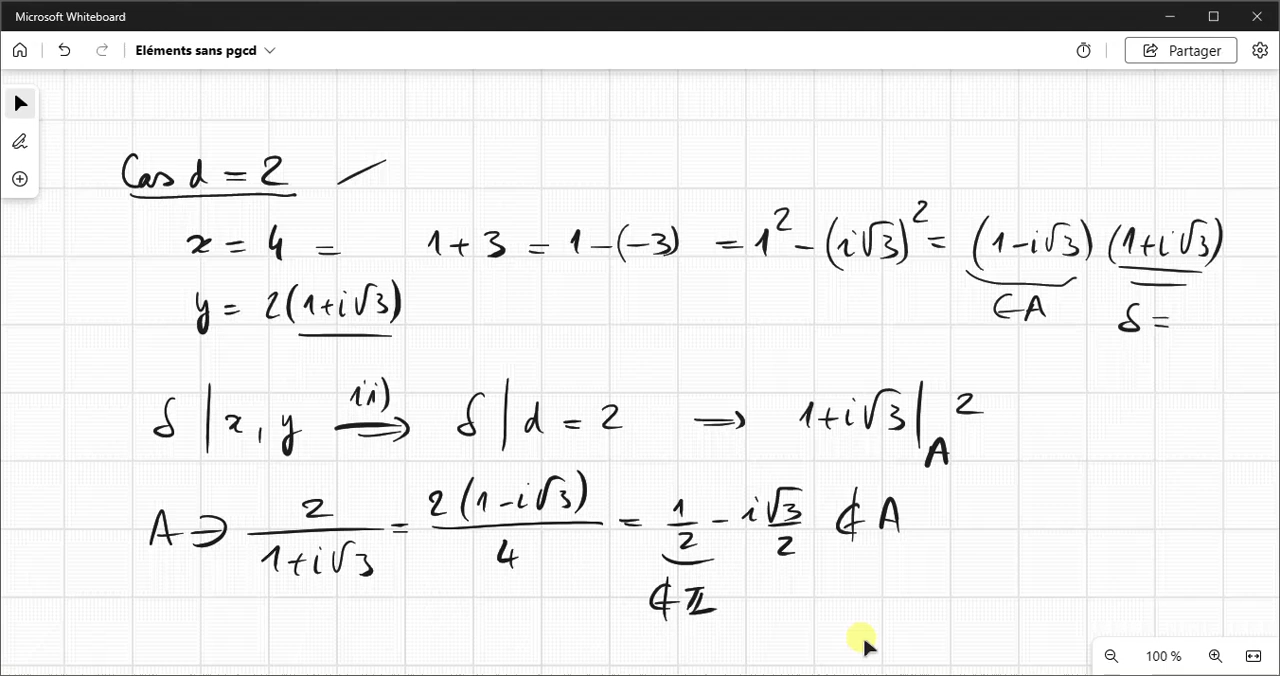 Microsoft Whiteboard
Eléments sans pgcd
Partager
Cas d = 2
x = 4 = 1 + 3 = 1 - (-3) = 1² - (i√3)² = (1 - i√3) (1 + i√3)
y = 2(1 + i√3) ∈ A δ =
δ | x, y ii) ⟹ δ | d = 2 ⟹ 1 + i√3 |_A 2
A ∋ 2/(1 + i√3) = 2(1 - i√3)/4 = 1/2 - i√3/2 ∉ A
∉ ℤ
100 %